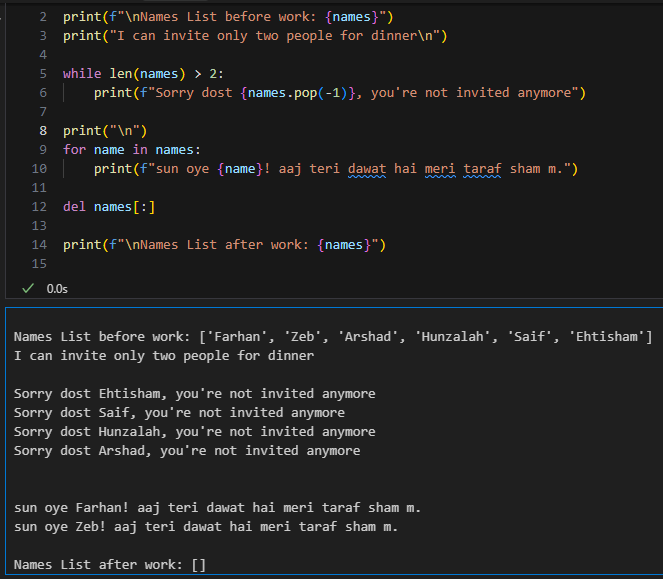 2 print(f"\nNames List before work: {names}")
3 print("I can invite only two people for dinner\n")
4
5 while len(names) > 2:
6     print(f"Sorry dost {names.pop(-1)}, you're not invited anymore")
7
8 print("\n")
9 for name in names:
10     print(f"sun oye {name}! aaj teri dawat hai meri taraf sham m.")
11
12 del names[:]
13
14 print(f"\nNames List after work: {names}")
15
✓ 0.0s
Names List before work: ['Farhan', 'Zeb', 'Arshad', 'Hunzalah', 'Saif', 'Ehtisham']
I can invite only two people for dinner
Sorry dost Ehtisham, you're not invited anymore
Sorry dost Saif, you're not invited anymore
Sorry dost Hunzalah, you're not invited anymore
Sorry dost Arshad, you're not invited anymore
sun oye Farhan! aaj teri dawat hai meri taraf sham m.
sun oye Zeb! aaj teri dawat hai meri taraf sham m.
Names List after work: []